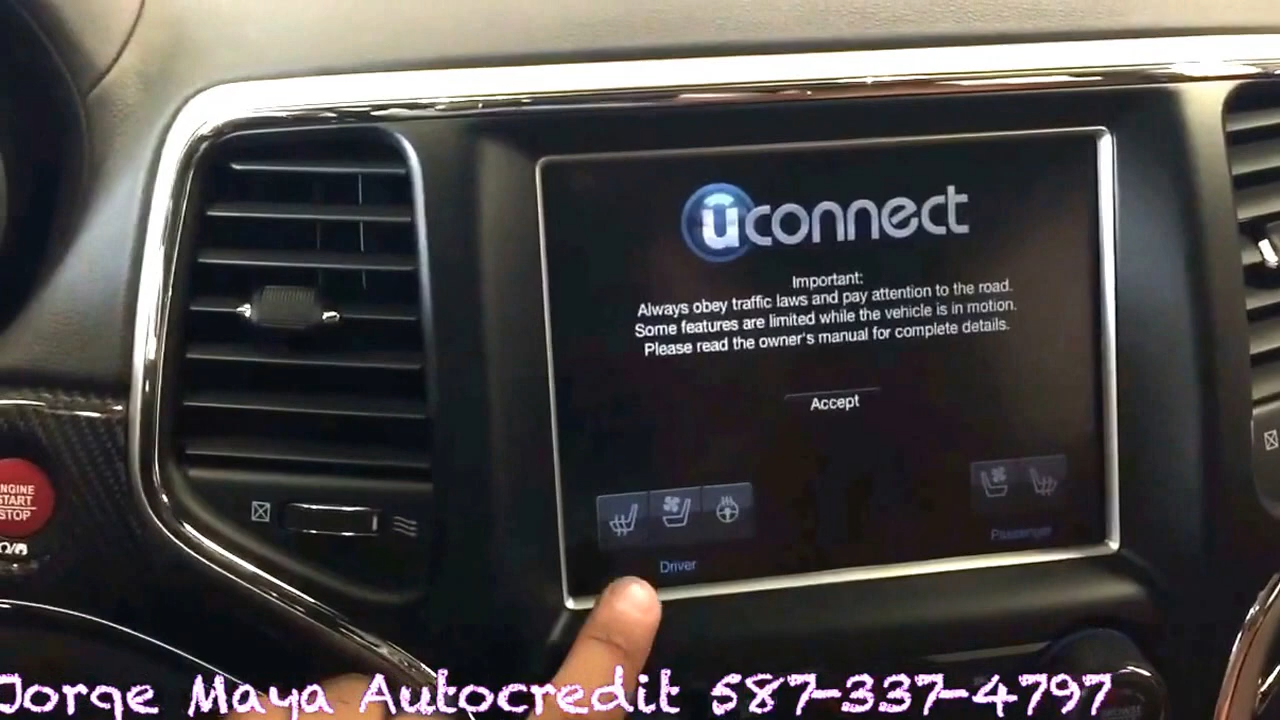 uconnect
Important:
Always obey traffic laws and pay attention to the road.
Some features are limited while the vehicle is in motion.
Please read the owner's manual for complete details.
Accept
ENGINE
START
STOP
Driver
Passenger
Jorge Maya Autocredit 587-337-4797